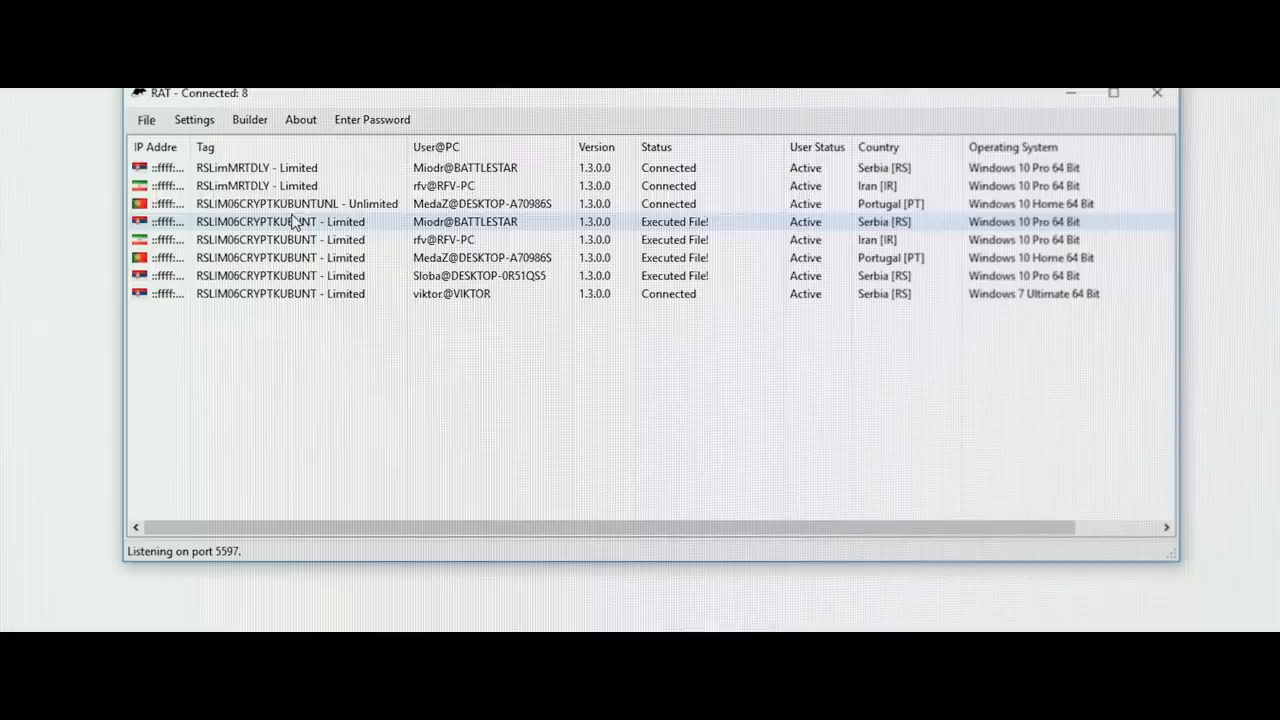 RAT - Connected: 8
File Settings Builder About Enter Password
IP Addre Tag User@PC Version Status User Status Country Operating System
::ffff:... RSLimMRTDLY - Limited Miodr@BATTLESTAR 1.3.0.0 Connected Active Serbia [RS] Windows 10 Pro 64 Bit
::ffff:... RSLimMRTDLY - Limited rfv@RFV-PC 1.3.0.0 Connected Active Iran [IR] Windows 10 Pro 64 Bit
::ffff:... RSLIM06CRYPTKUBUNTUNL - Unlimited MedaZ@DESKTOP-A70986S 1.3.0.0 Connected Active Portugal [PT] Windows 10 Home 64 Bit
::ffff:... RSLIM06CRYPTKUBUNT - Limited Miodr@BATTLESTAR 1.3.0.0 Executed File! Active Serbia [RS] Windows 10 Pro 64 Bit
::ffff:... RSLIM06CRYPTKUBUNT - Limited rfv@RFV-PC 1.3.0.0 Executed File! Active Iran [IR] Windows 10 Pro 64 Bit
::ffff:... RSLIM06CRYPTKUBUNT - Limited MedaZ@DESKTOP-A70986S 1.3.0.0 Executed File! Active Portugal [PT] Windows 10 Home 64 Bit
::ffff:... RSLIM06CRYPTKUBUNT - Limited Sloba@DESKTOP-0R51QS5 1.3.0.0 Executed File! Active Serbia [RS] Windows 10 Pro 64 Bit
::ffff:... RSLIM06CRYPTKUBUNT - Limited viktor@VIKTOR 1.3.0.0 Connected Active Serbia [RS] Windows 7 Ultimate 64 Bit
Listening on port 5597.